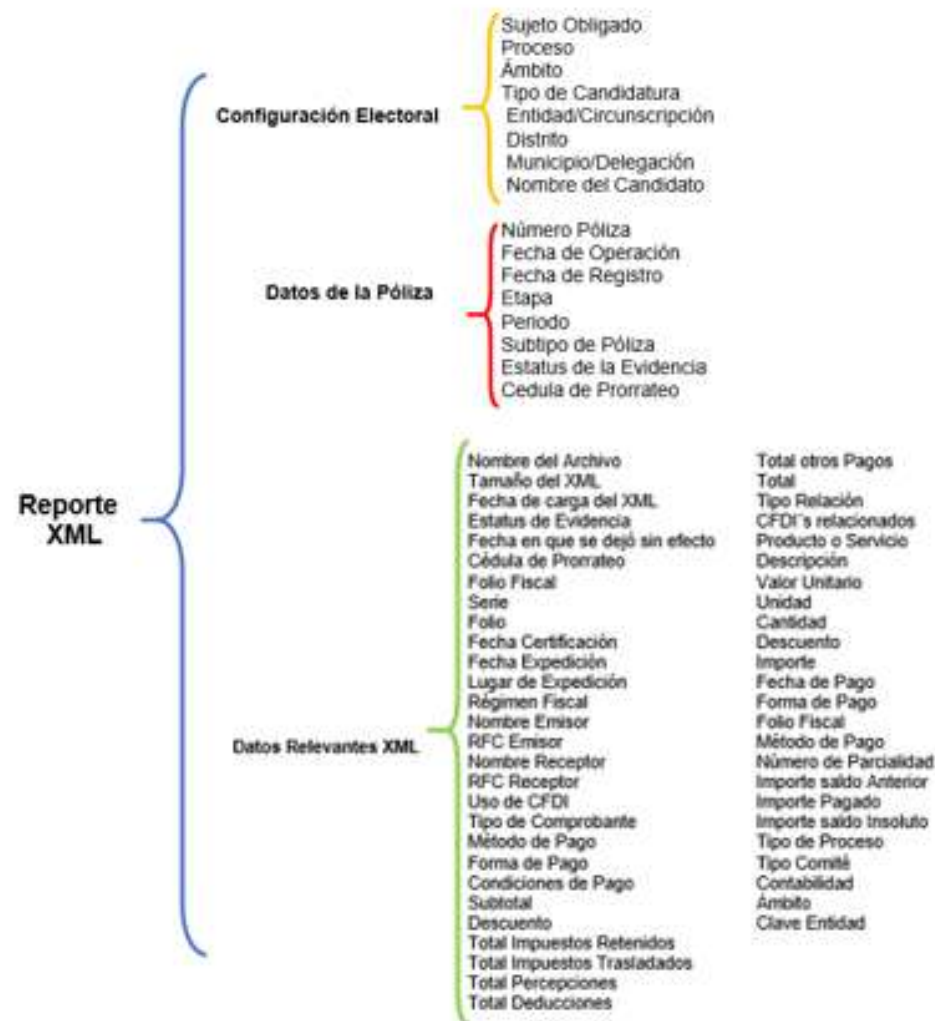 Reporte
XML
Configuración Electoral
Sujeto Obligado
Proceso
Ámbito
Tipo de Candidatura
Entidad/Circunscripción
Distrito
Municipio/Delegación
Nombre del Candidato
Datos de la Póliza
Número Póliza
Fecha de Operación
Fecha de Registro
Etapa
Periodo
Subtipo de Póliza
Estatus de la Evidencia
Cedula de Prorrateo
Datos Relevantes XML
Nombre del Archivo
Tamaño del XML
Fecha de carga del XML
Estatus de Evidencia
Fecha en que se dejó sin efecto
Cédula de Prorrateo
Folio Fiscal
Serie
Folio
Fecha Certificación
Fecha Expedición
Lugar de Expedición
Régimen Fiscal
Nombre Emisor
RFC Emisor
Nombre Receptor
RFC Receptor
Uso de CFDI
Tipo de Comprobante
Método de Pago
Forma de Pago
Condiciones de Pago
Subtotal
Descuento
Total Impuestos Retenidos
Total Impuestos Trasladados
Total Percepciones
Total Deducciones
Total otros Pagos
Total
Tipo Relación
CFDI´s relacionados
Producto o Servicio
Descripción
Valor Unitario
Unidad
Cantidad
Descuento
Importe
Fecha de Pago
Forma de Pago
Folio Fiscal
Método de Pago
Número de Parcialidad
Importe saldo Anterior
Importe Pagado
Importe saldo Insoluto
Tipo de Proceso
Tipo Comité
Contabilidad
Ámbito
Clave Entidad